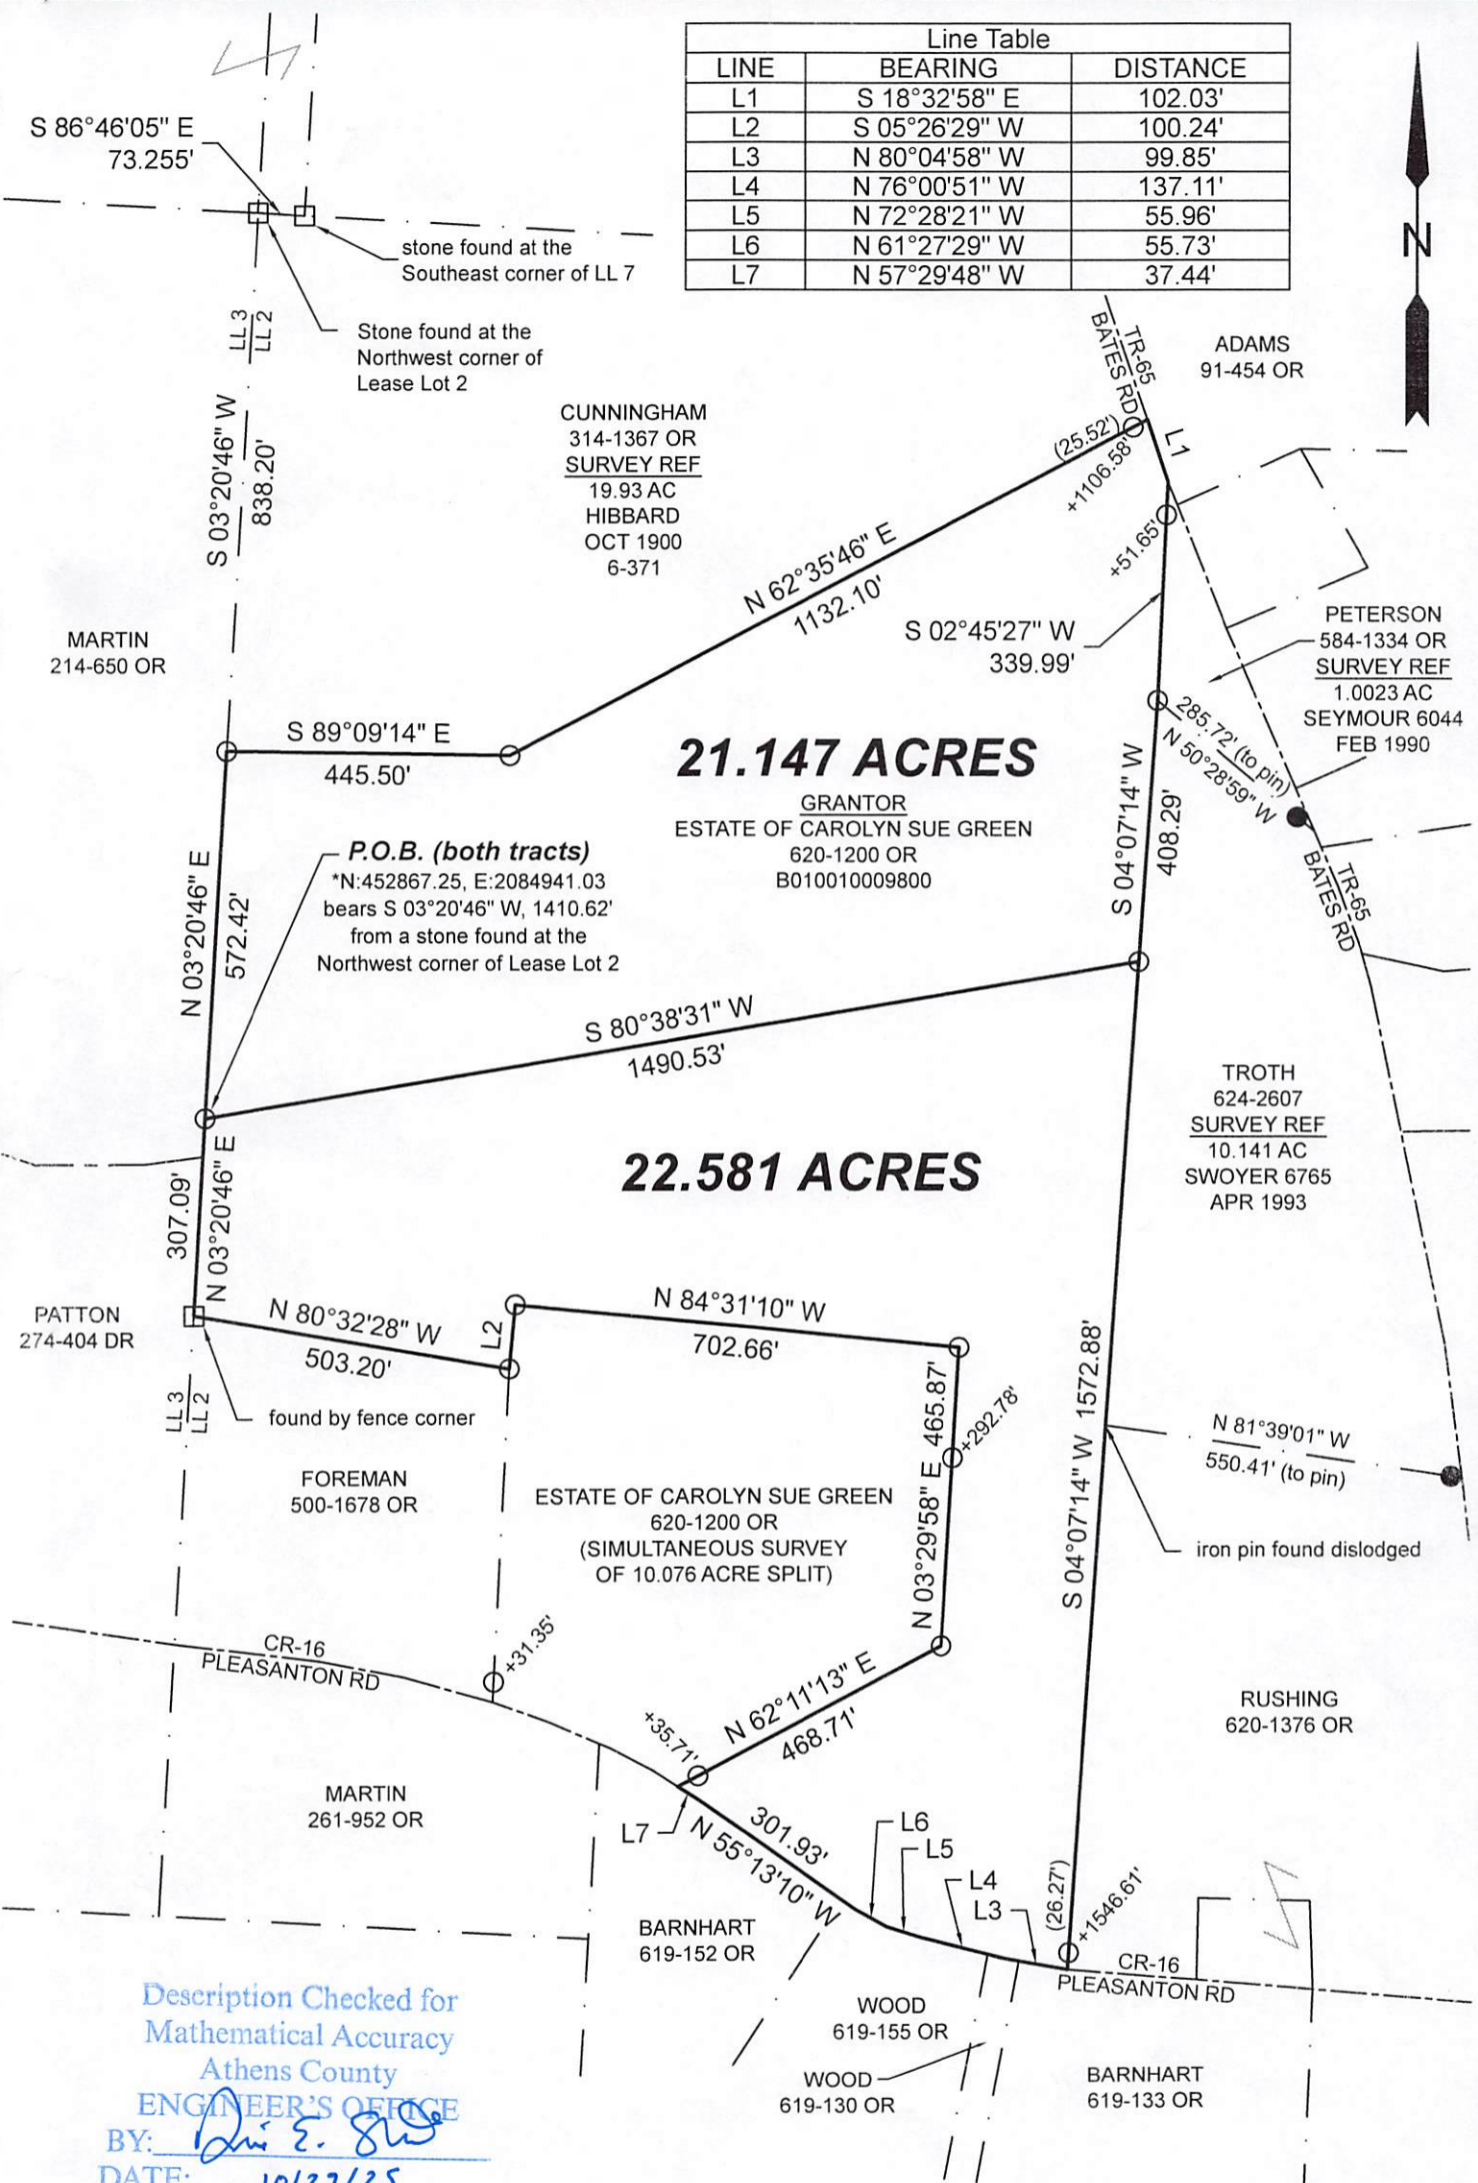 Line Table
LINE BEARING DISTANCE
L1 S 18°32'58" E 102.03'
L2 S 05°26'29" W 100.24'
L3 N 80°04'58" W 99.85'
L4 N 76°00'51" W 137.11'
L5 N 72°28'21" W 55.96'
L6 N 61°27'29" W 55.73'
L7 N 57°29'48" W 37.44'
N
S 86°46'05" E
73.255'
stone found at the
Southeast corner of LL 7
Stone found at the
Northwest corner of
Lease Lot 2
LL 3
LL 2
S 03°20'46" W
838.20'
CUNNINGHAM
314-1367 OR
SURVEY REF
19.93 AC
HIBBARD
OCT 1900
6-371
TR-65
BATES RD
ADAMS
91-454 OR
(25.52')
+1106.58'
L1
+51.65'
N 62°35'46" E
1132.10'
S 02°45'27" W
339.99'
MARTIN
214-650 OR
PETERSON
584-1334 OR
SURVEY REF
1.0023 AC
SEYMOUR 6044
FEB 1990
S 89°09'14" E
445.50'
21.147 ACRES
GRANTOR
ESTATE OF CAROLYN SUE GREEN
620-1200 OR
B010010009800
285.72' (to pin)
N 50°28'59" W
S 04°07'14" W
408.29'
TR-65
BATES RD
P.O.B. (both tracts)
*N:452867.25, E:2084941.03
bears S 03°20'46" W, 1410.62'
from a stone found at the
Northwest corner of Lease Lot 2
N 03°20'46" E
572.42'
S 80°38'31" W
1490.53'
TROTH
624-2607
SURVEY REF
10.141 AC
SWOYER 6765
APR 1993
22.581 ACRES
307.09'
N 03°20'46" E
PATTON
274-404 DR
N 80°32'28" W
503.20'
L2
N 84°31'10" W
702.66'
LL 3
LL 2
found by fence corner
N 03°29'58" E 465.87'
+292.78'
S 04°07'14" W 1572.88'
N 81°39'01" W
550.41' (to pin)
iron pin found dislodged
FOREMAN
500-1678 OR
ESTATE OF CAROLYN SUE GREEN
620-1200 OR
(SIMULTANEOUS SURVEY
OF 10.076 ACRE SPLIT)
CR-16
PLEASANTON RD
+31.35'
+35.71'
N 62°11'13" E
468.71'
RUSHING
620-1376 OR
MARTIN
261-952 OR
L7
301.93'
N 55°13'10" W
L6
L5
L4
L3
(26.27')
+1546.61'
CR-16
PLEASANTON RD
BARNHART
619-152 OR
WOOD
619-155 OR
WOOD
619-130 OR
BARNHART
619-133 OR
Description Checked for
Mathematical Accuracy
Athens County
ENGINEER'S OFFICE
BY:
DATE: 10/27/25